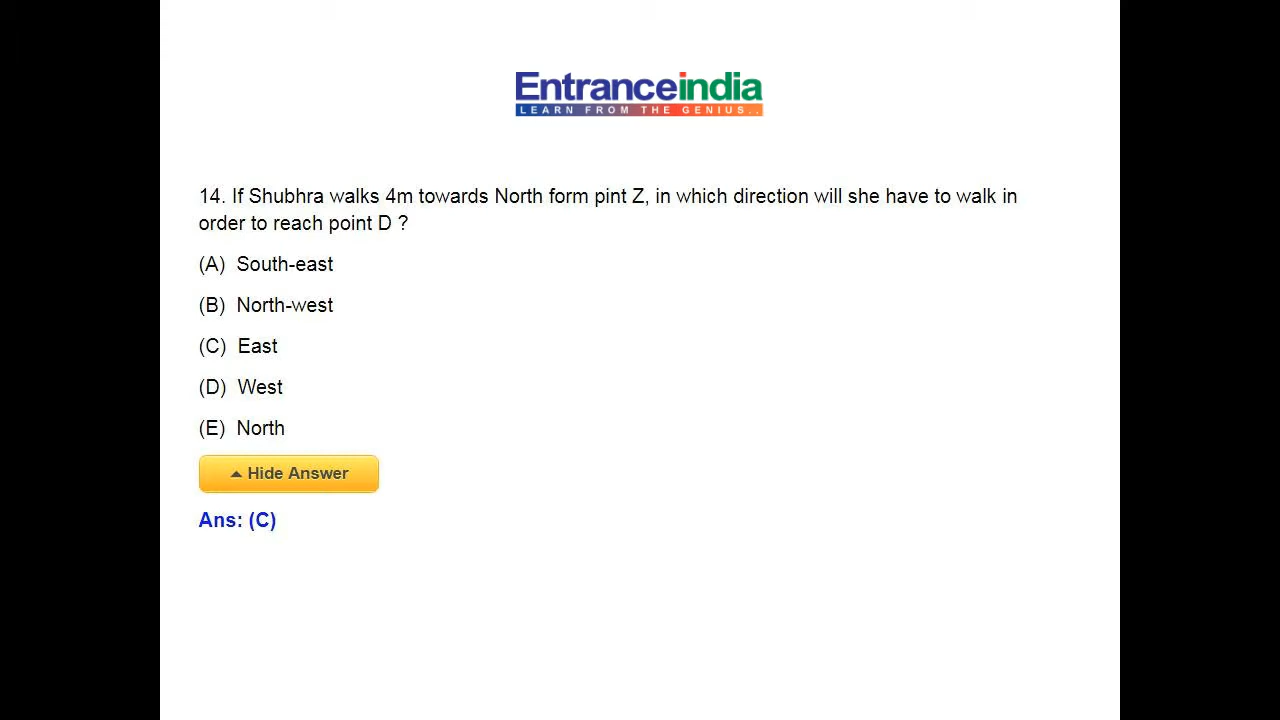 Entranceindia
LEARN FROM THE GENIUS...
14. If Shubhra walks 4m towards North form pint Z, in which direction will she have to walk in
order to reach point D ?
(A) South-east
(B) North-west
(C) East
(D) West
(E) North
Hide Answer
Ans: (C)